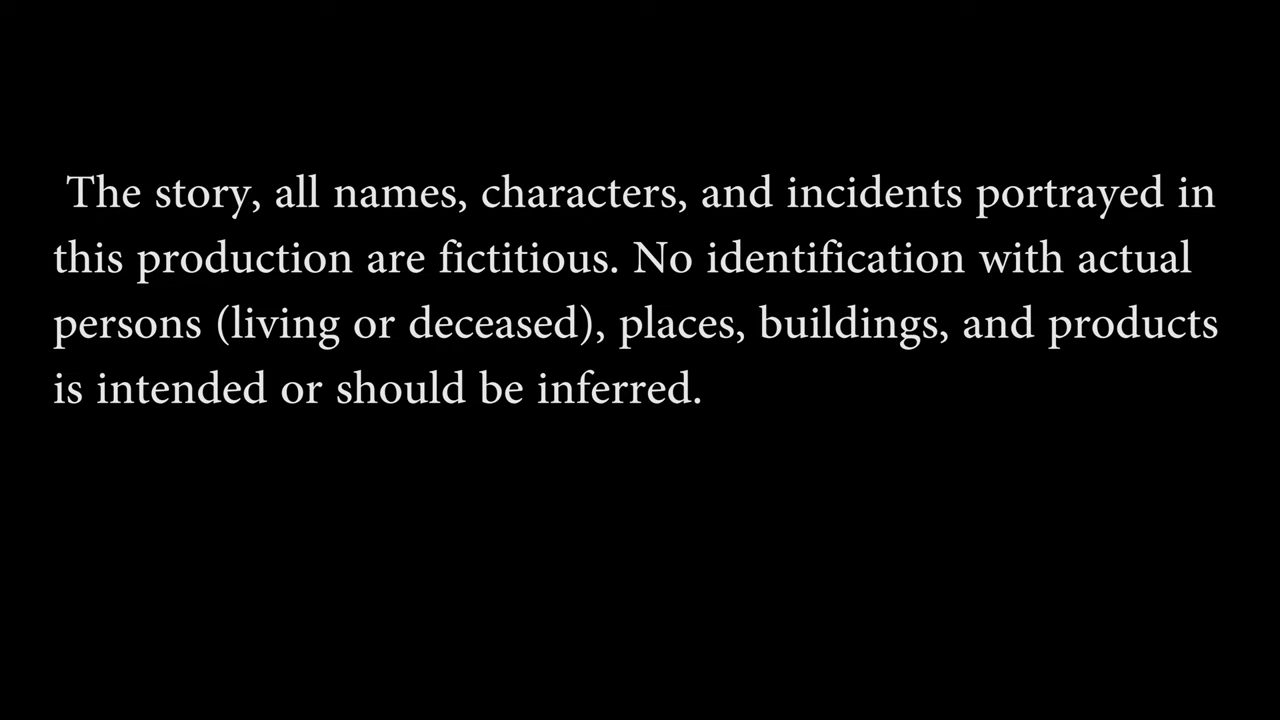 The story, all names, characters, and incidents portrayed in
this production are fictitious. No identification with actual
persons (living or deceased), places, buildings, and products
is intended or should be inferred.